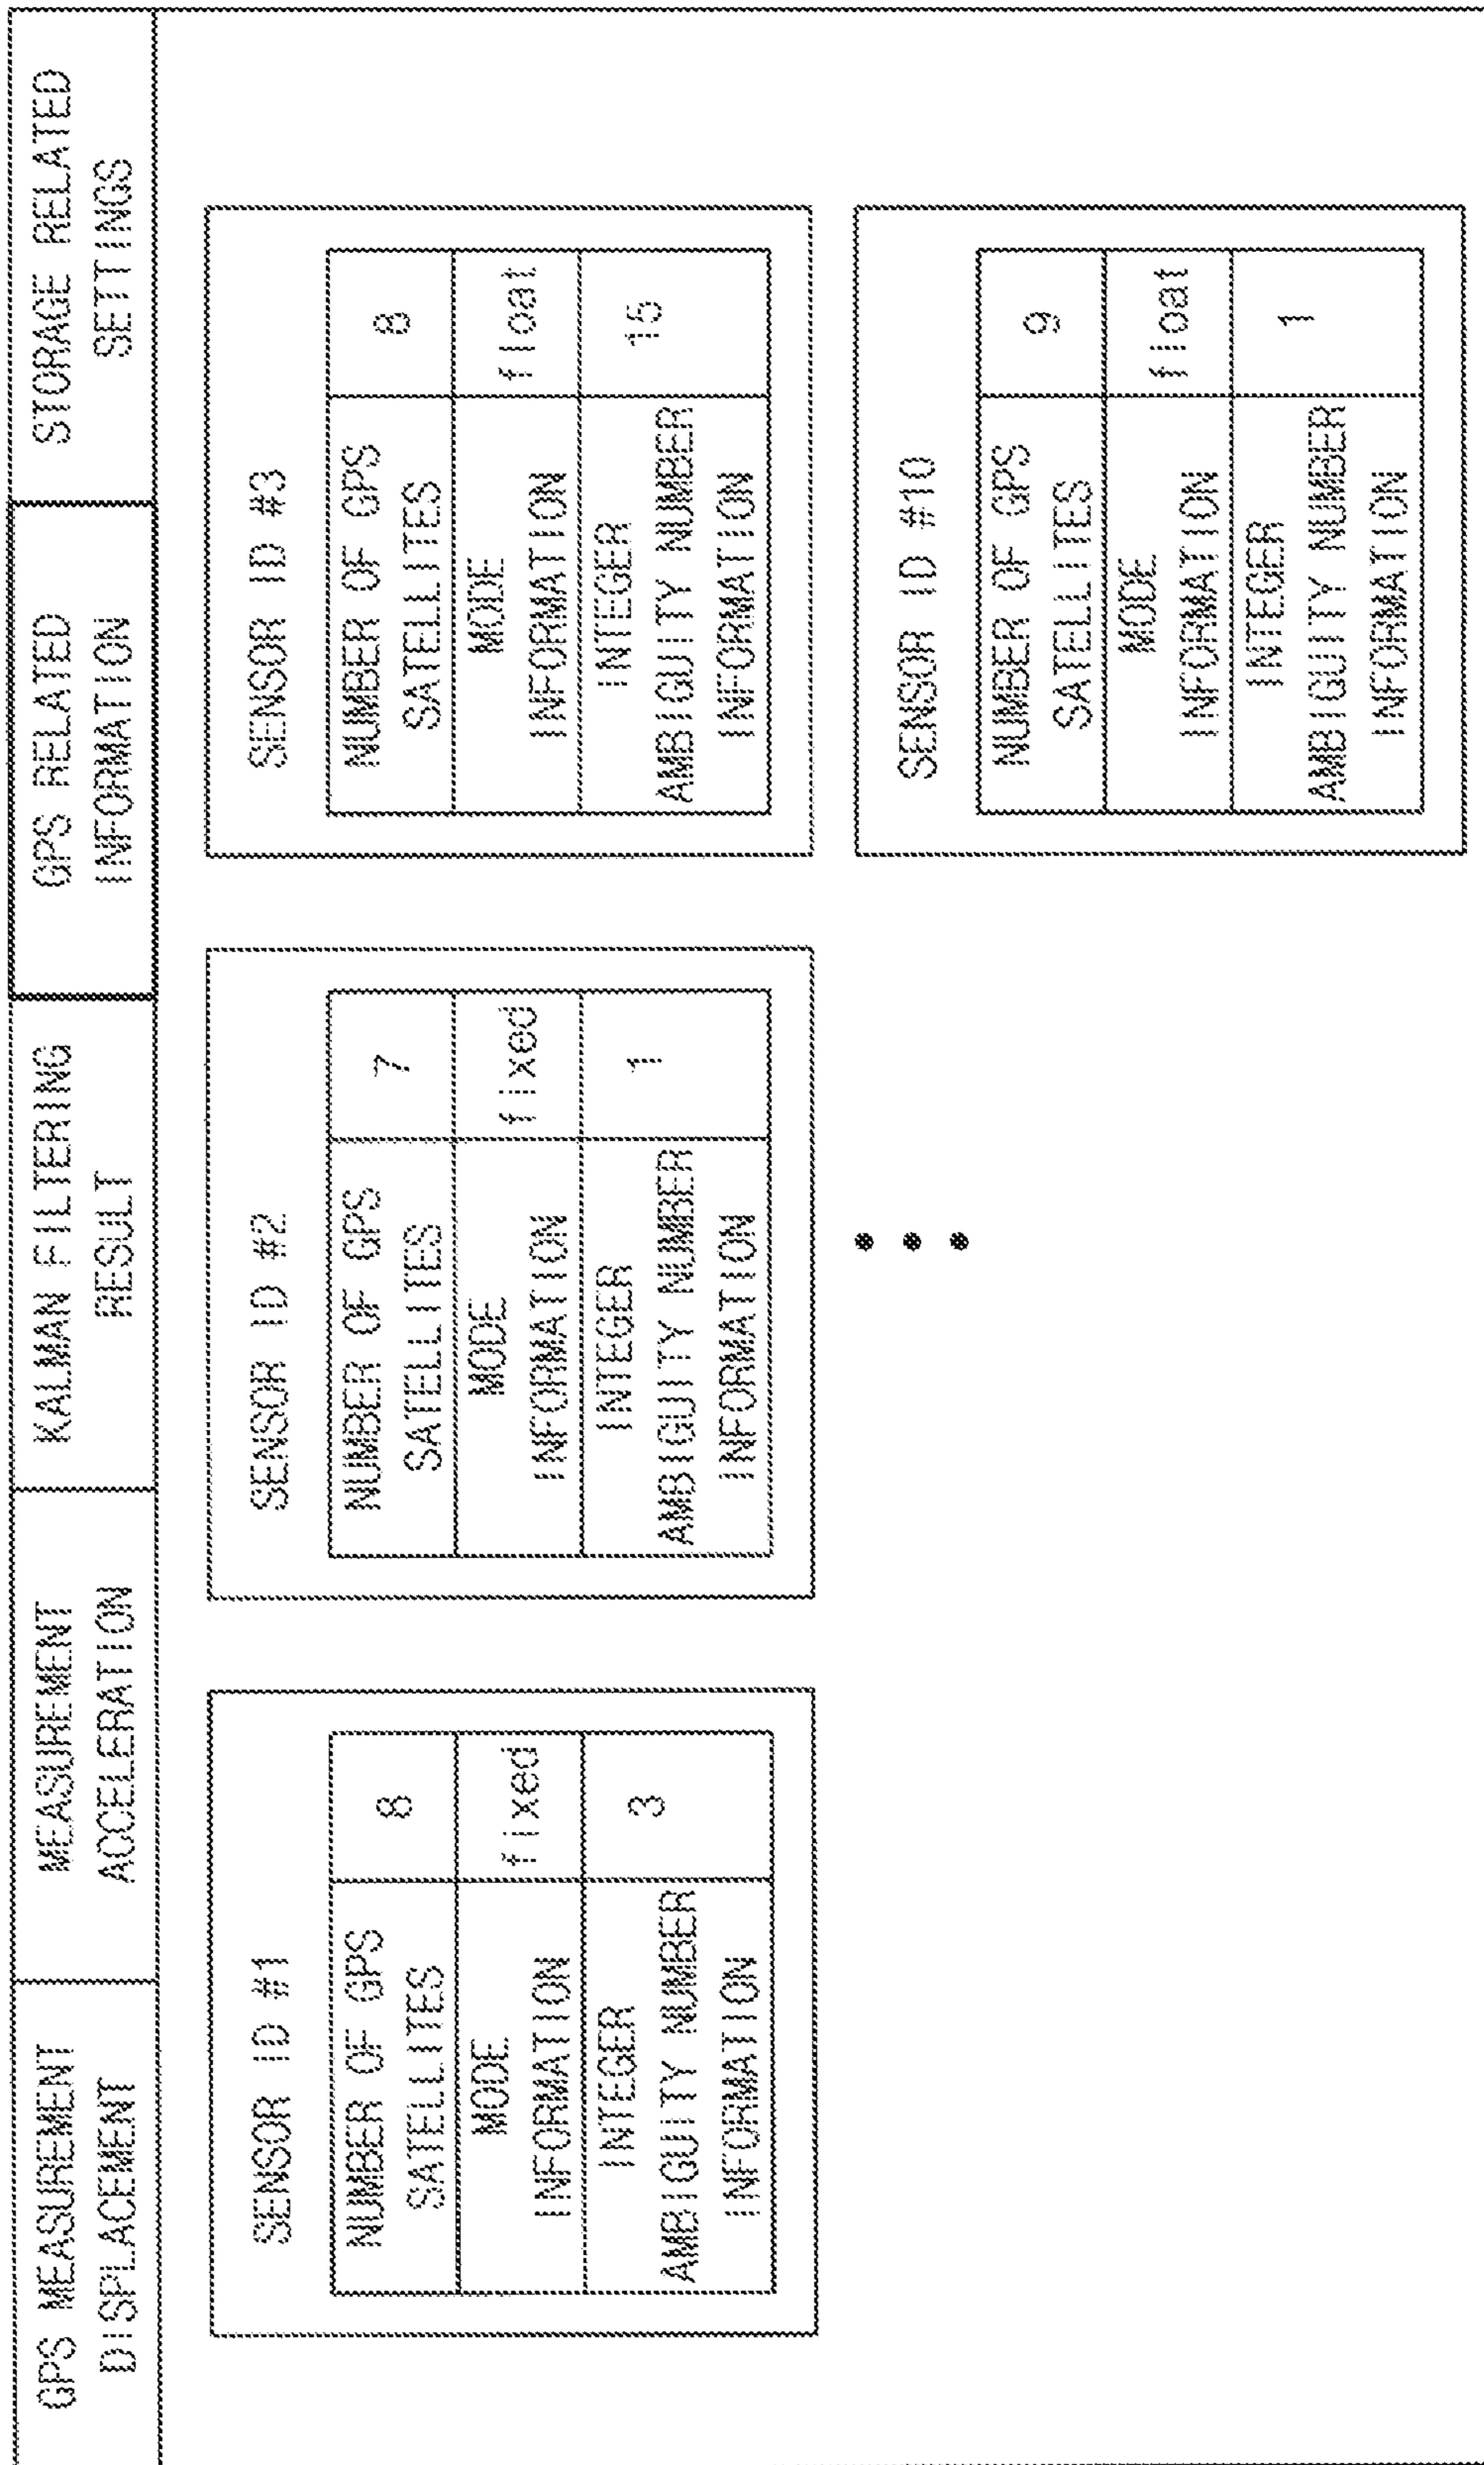 GPS MEASUREMENT
DISPLACEMENT
MEASUREMENT
ACCELERATION
KALMAN FILTERING
RESULT
GPS RELATED
INFORMATION
STORAGE RELATED
SETTINGS
SENSOR ID #1
NUMBER OF GPS
SATELLITES
8
MODE
INFORMATION
fixed
INTEGER
AMBIGUITY NUMBER
INFORMATION
3
SENSOR ID #2
NUMBER OF GPS
SATELLITES
7
MODE
INFORMATION
fixed
INTEGER
AMBIGUITY NUMBER
INFORMATION
1
SENSOR ID #3
NUMBER OF GPS
SATELLITES
8
MODE
INFORMATION
float
INTEGER
AMBIGUITY NUMBER
INFORMATION
15
• • •
SENSOR ID #10
NUMBER OF GPS
SATELLITES
9
MODE
INFORMATION
float
INTEGER
AMBIGUITY NUMBER
INFORMATION
1